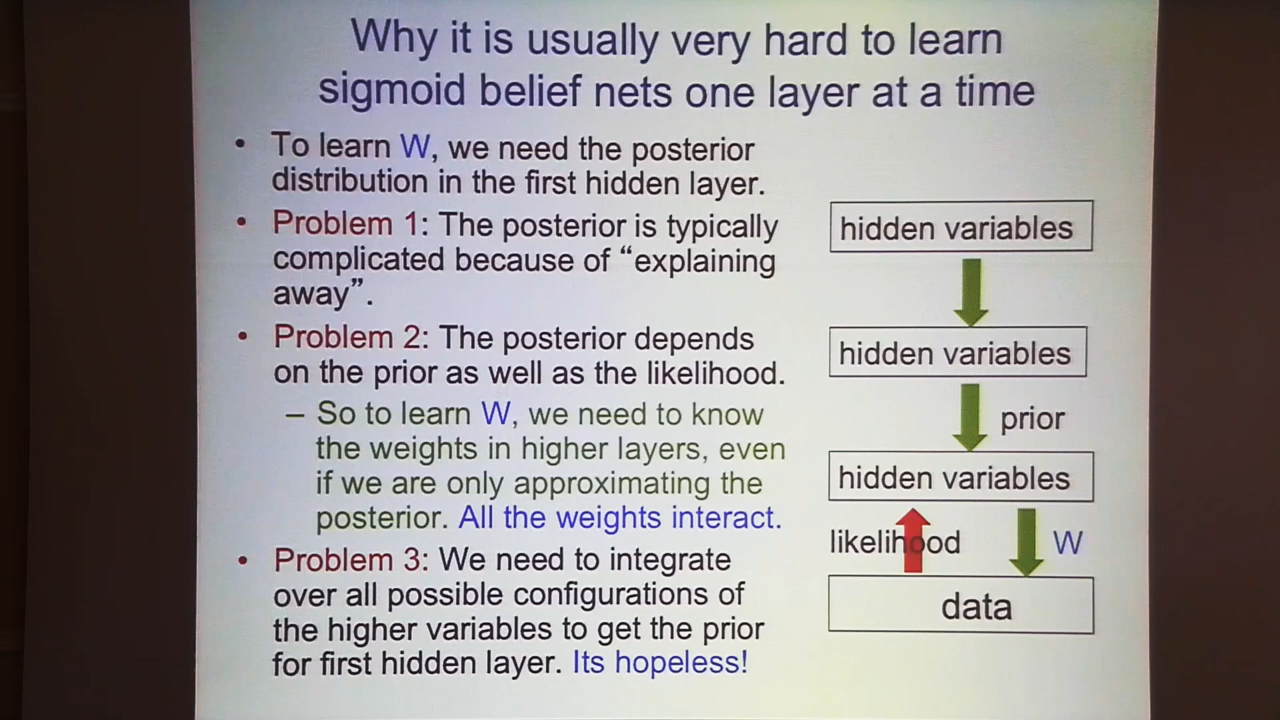 Why it is usually very hard to learn
sigmoid belief nets one layer at a time
• To learn W, we need the posterior
distribution in the first hidden layer.
• Problem 1: The posterior is typically
complicated because of “explaining
away”.
• Problem 2: The posterior depends
on the prior as well as the likelihood.
– So to learn W, we need to know
the weights in higher layers, even
if we are only approximating the
posterior. All the weights interact.
• Problem 3: We need to integrate
over all possible configurations of
the higher variables to get the prior
for first hidden layer. Its hopeless!
hidden variables
hidden variables
prior
hidden variables
likelihood W
data